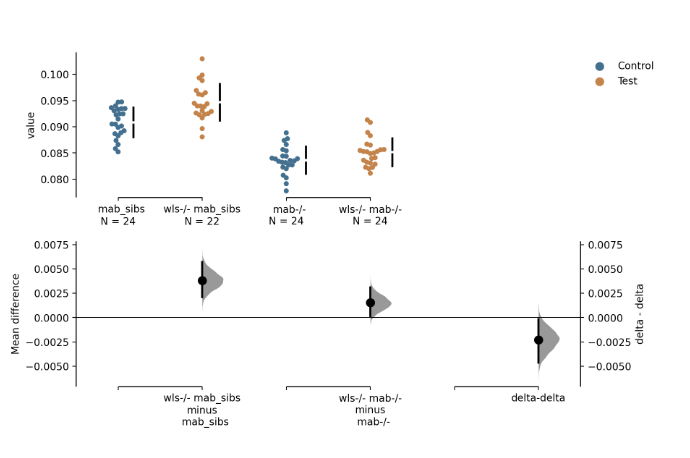 Control
Test
0.100
0.095
0.090
0.085
0.080
value
mab_sibs
N = 24
wls-/- mab_sibs
N = 22
mab-/-
N = 24
wls-/- mab-/-
N = 24
0.0075
0.0050
0.0025
0.0000
−0.0025
−0.0050
Mean difference
0.0075
0.0050
0.0025
0.0000
−0.0025
−0.0050
delta - delta
wls-/- mab_sibs
minus
mab_sibs
wls-/- mab-/-
minus
mab-/-
delta-delta